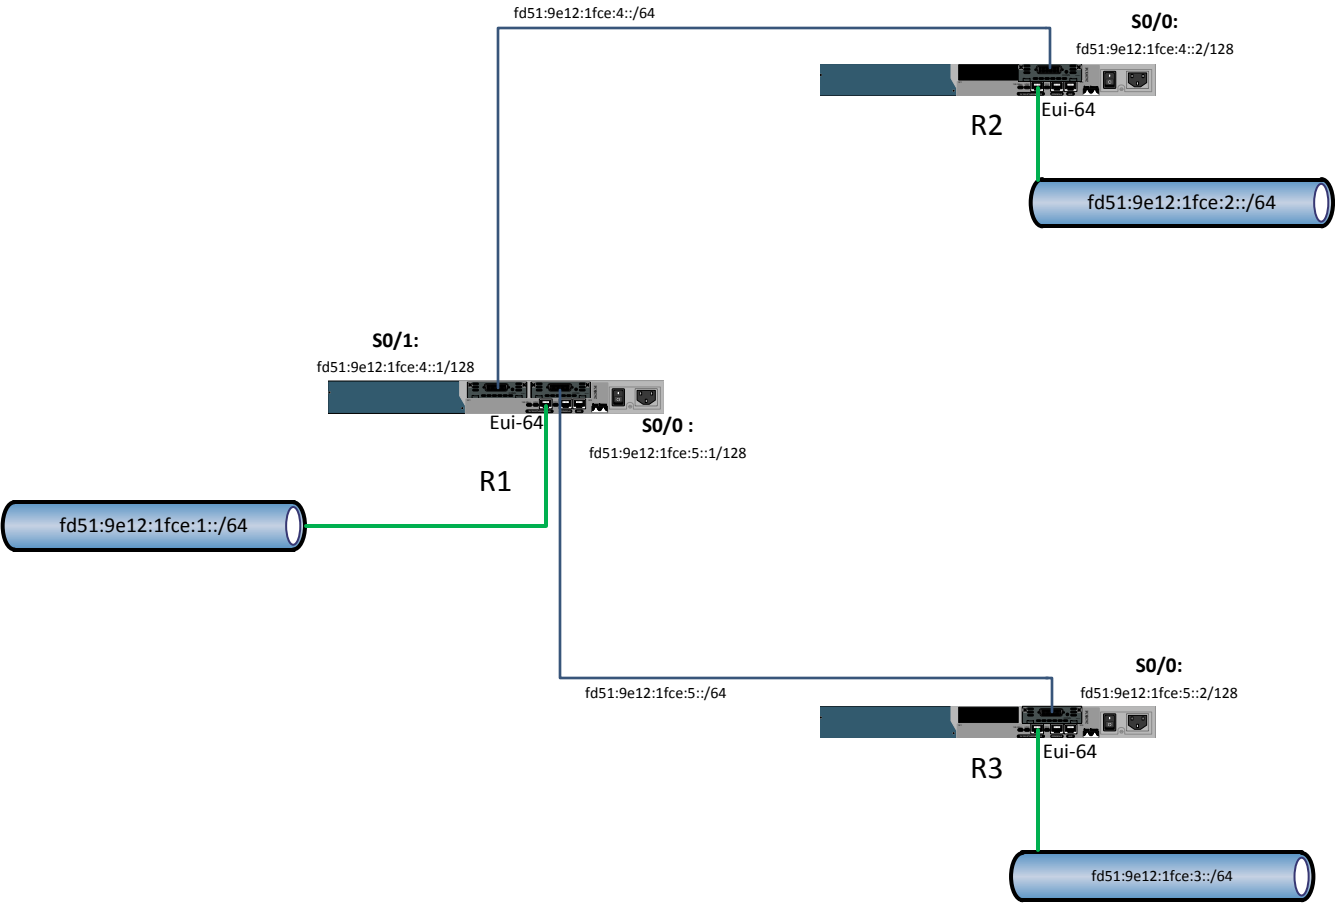 fd51:9e12:1fce:4::/64
S0/0:
fd51:9e12:1fce:4::2/128
Eui-64
R2
fd51:9e12:1fce:2::/64
S0/1:
fd51:9e12:1fce:4::1/128
Eui-64
S0/0 :
fd51:9e12:1fce:5::1/128
R1
fd51:9e12:1fce:1::/64
S0/0:
fd51:9e12:1fce:5::/64
fd51:9e12:1fce:5::2/128
Eui-64
R3
fd51:9e12:1fce:3::/64